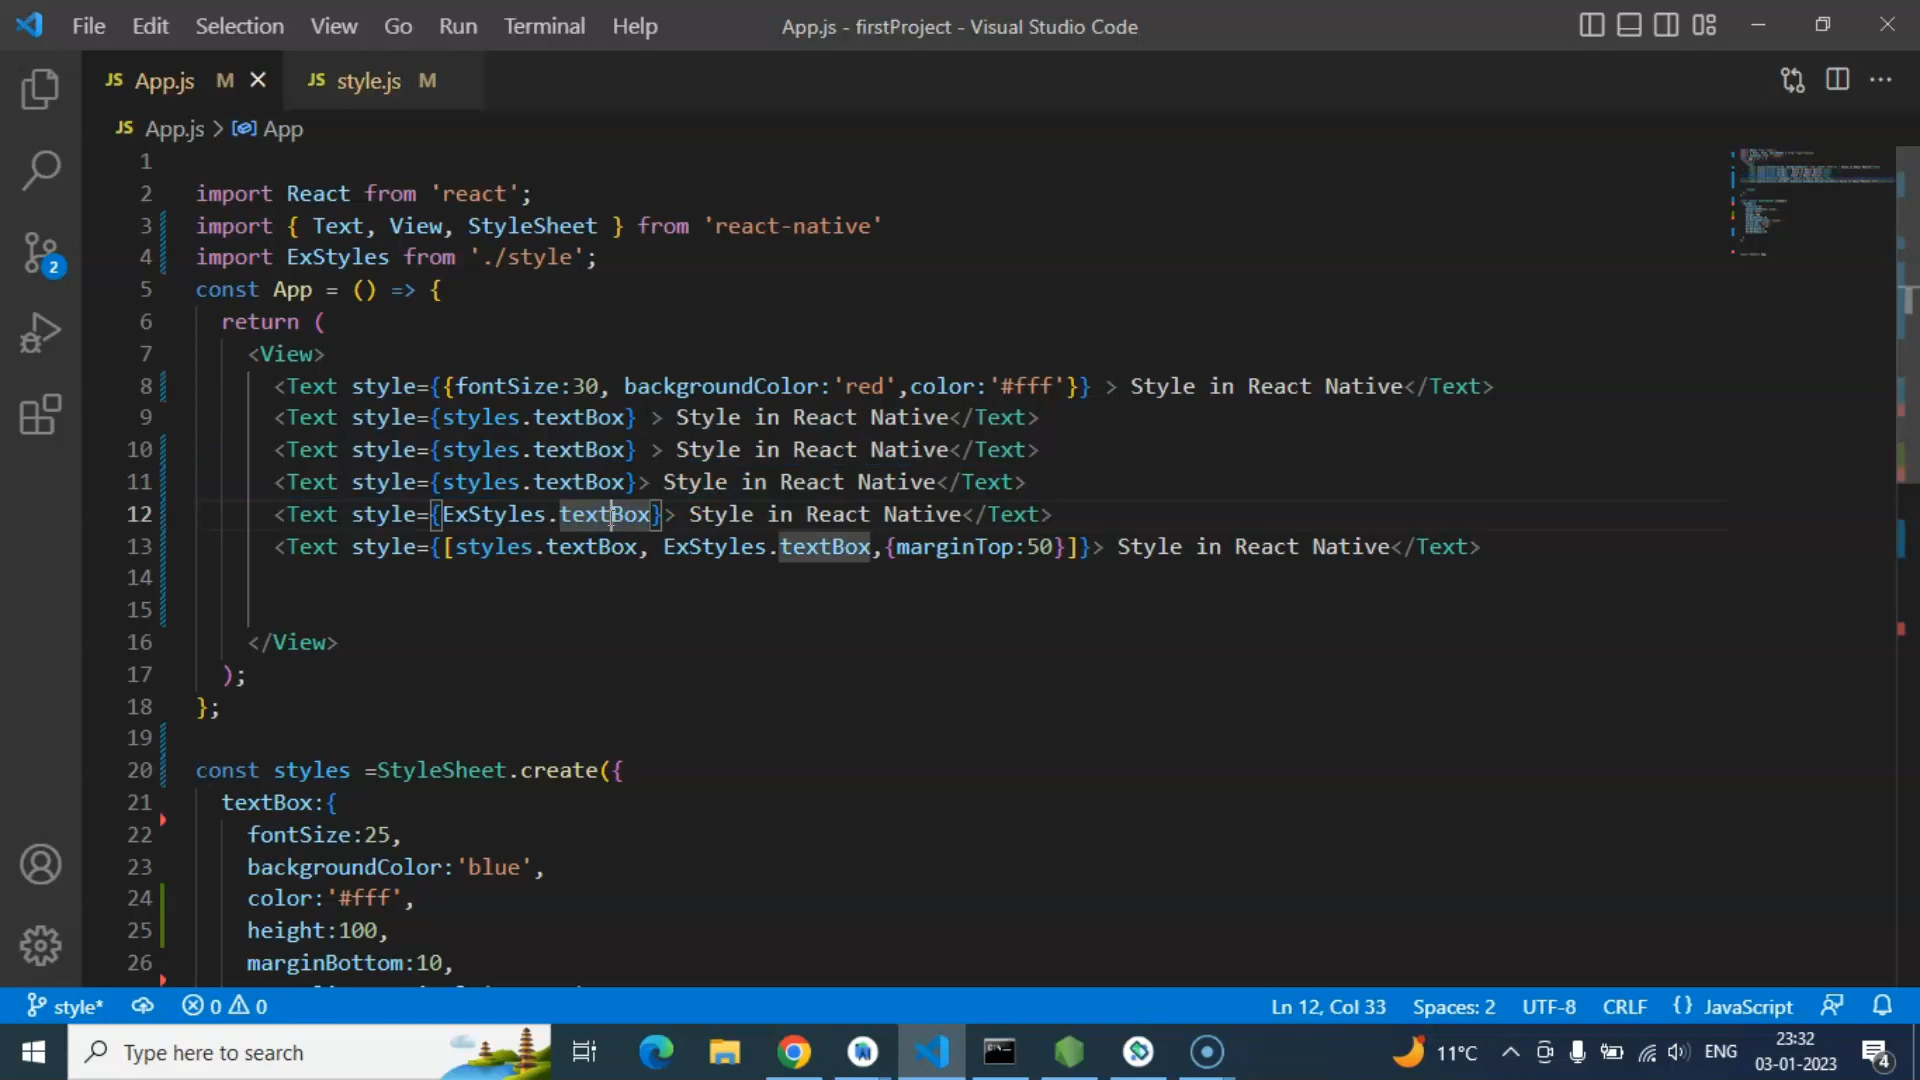 File Edit Selection View Go Run Terminal Help App.js - firstProject - Visual Studio Code
JS App.js M JS style.js M
JS App.js > App
1
2 import React from 'react';
3 import { Text, View, StyleSheet } from 'react-native'
4 import ExStyles from './style';
5 const App = () => {
6 return (
7 <View>
8 <Text style={{fontSize:30, backgroundColor:'red',color:'#fff'}} > Style in React Native</Text>
9 <Text style={styles.textBox} > Style in React Native</Text>
10 <Text style={styles.textBox} > Style in React Native</Text>
11 <Text style={styles.textBox}> Style in React Native</Text>
12 <Text style={ExStyles.textBox}> Style in React Native</Text>
13 <Text style={[styles.textBox, ExStyles.textBox,{marginTop:50}]}> Style in React Native</Text>
14
15
16 </View>
17 );
18 };
19
20 const styles =StyleSheet.create({
21 textBox:{
22 fontSize:25,
23 backgroundColor:'blue',
24 color:'#fff',
25 height:100,
26 marginBottom:10,
2
style* 0 0 Ln 12, Col 33 Spaces: 2 UTF-8 CRLF {} JavaScript
Type here to search 11°C ENG 23:32
03-01-2023 4